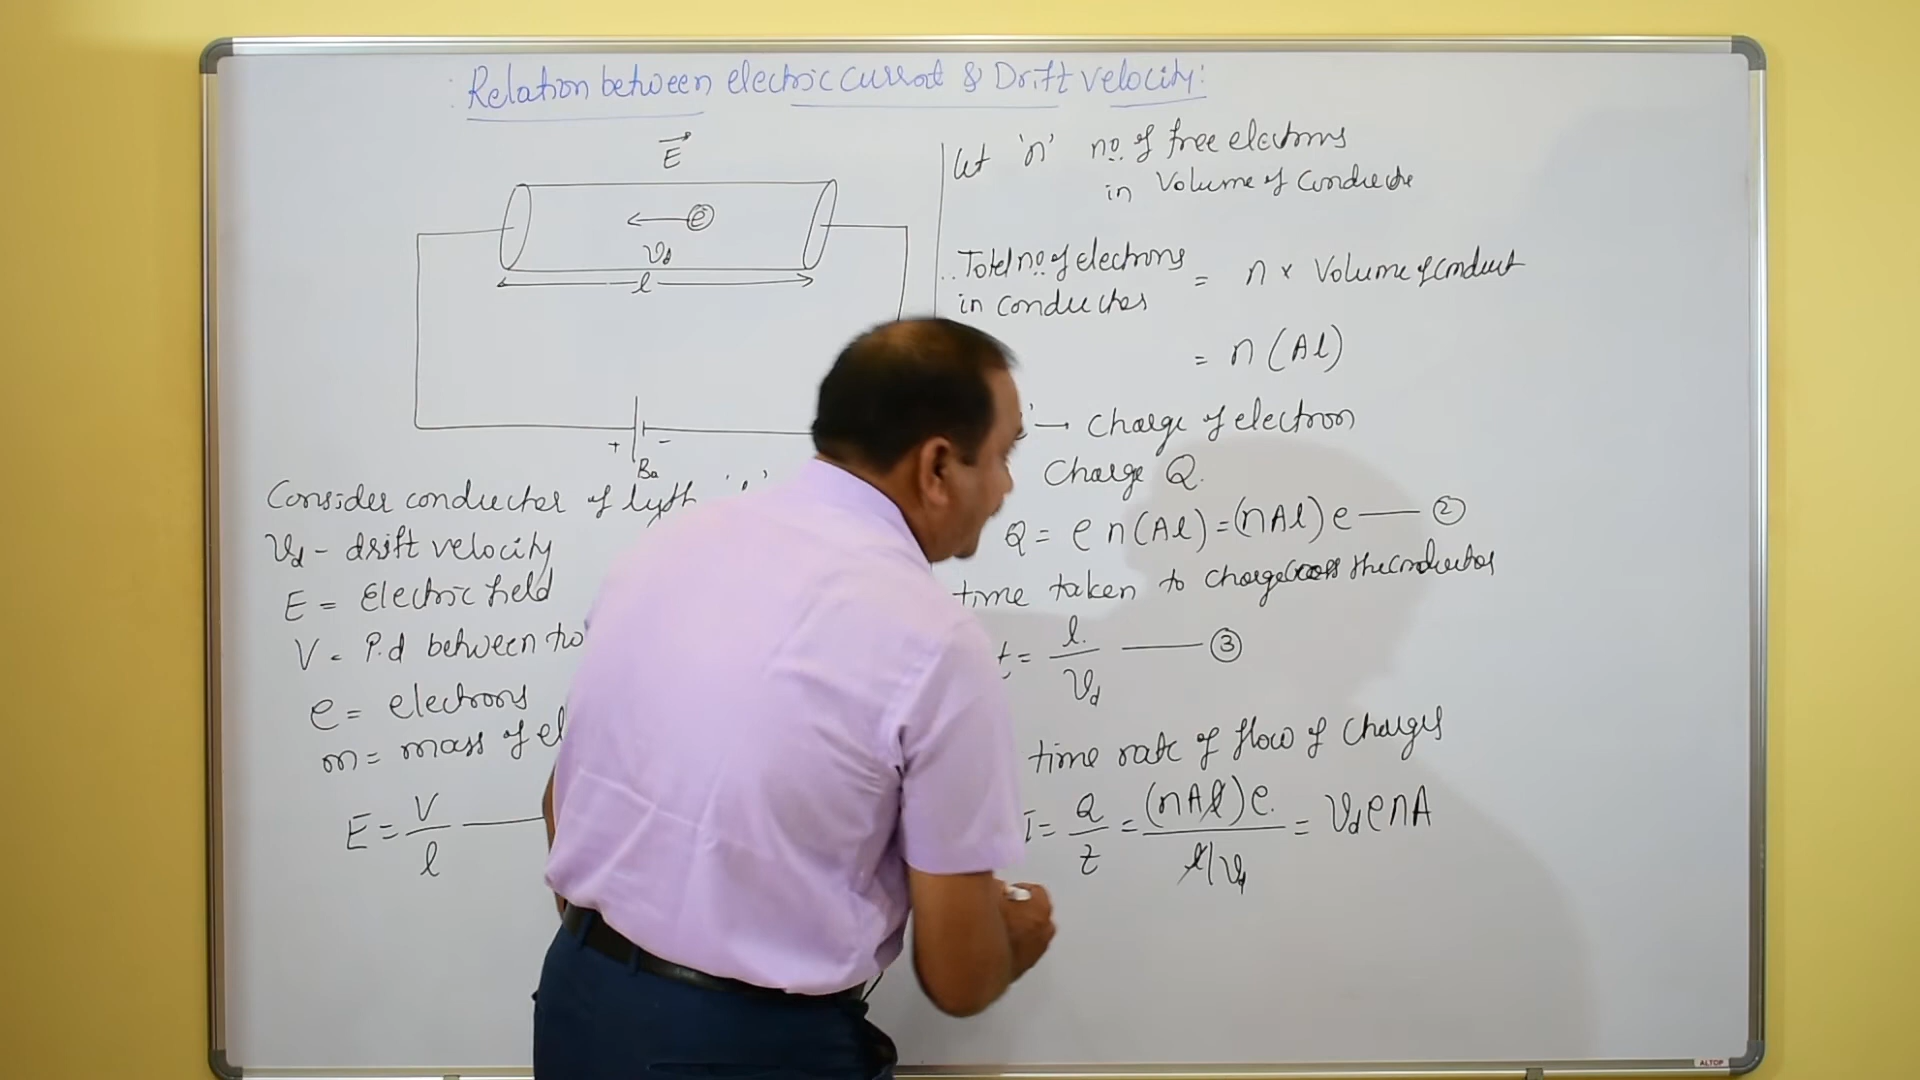 : Relation between electric current & Drift velocity :
E
e
vd
l
+ -
Ba
Consider conductor of
vd - drift velocity
E = Electric field
V = P.d between two
e = electrons
m = mass of el
E = V/l
let 'n' no. of free electrons
in Volume of Conductor
Total no. of electrons
in conductor = n × Volume of conduct
= n (Al)
→ Charge of electron
Charge Q.
Q = e n (Al) = (nAl) e — ②
time taken to charge cross the conductor
t = l/vd — ③
time rate of flow of charges
I = Q/t = (nAl)e/l/vd = vd e n A
ALTOP